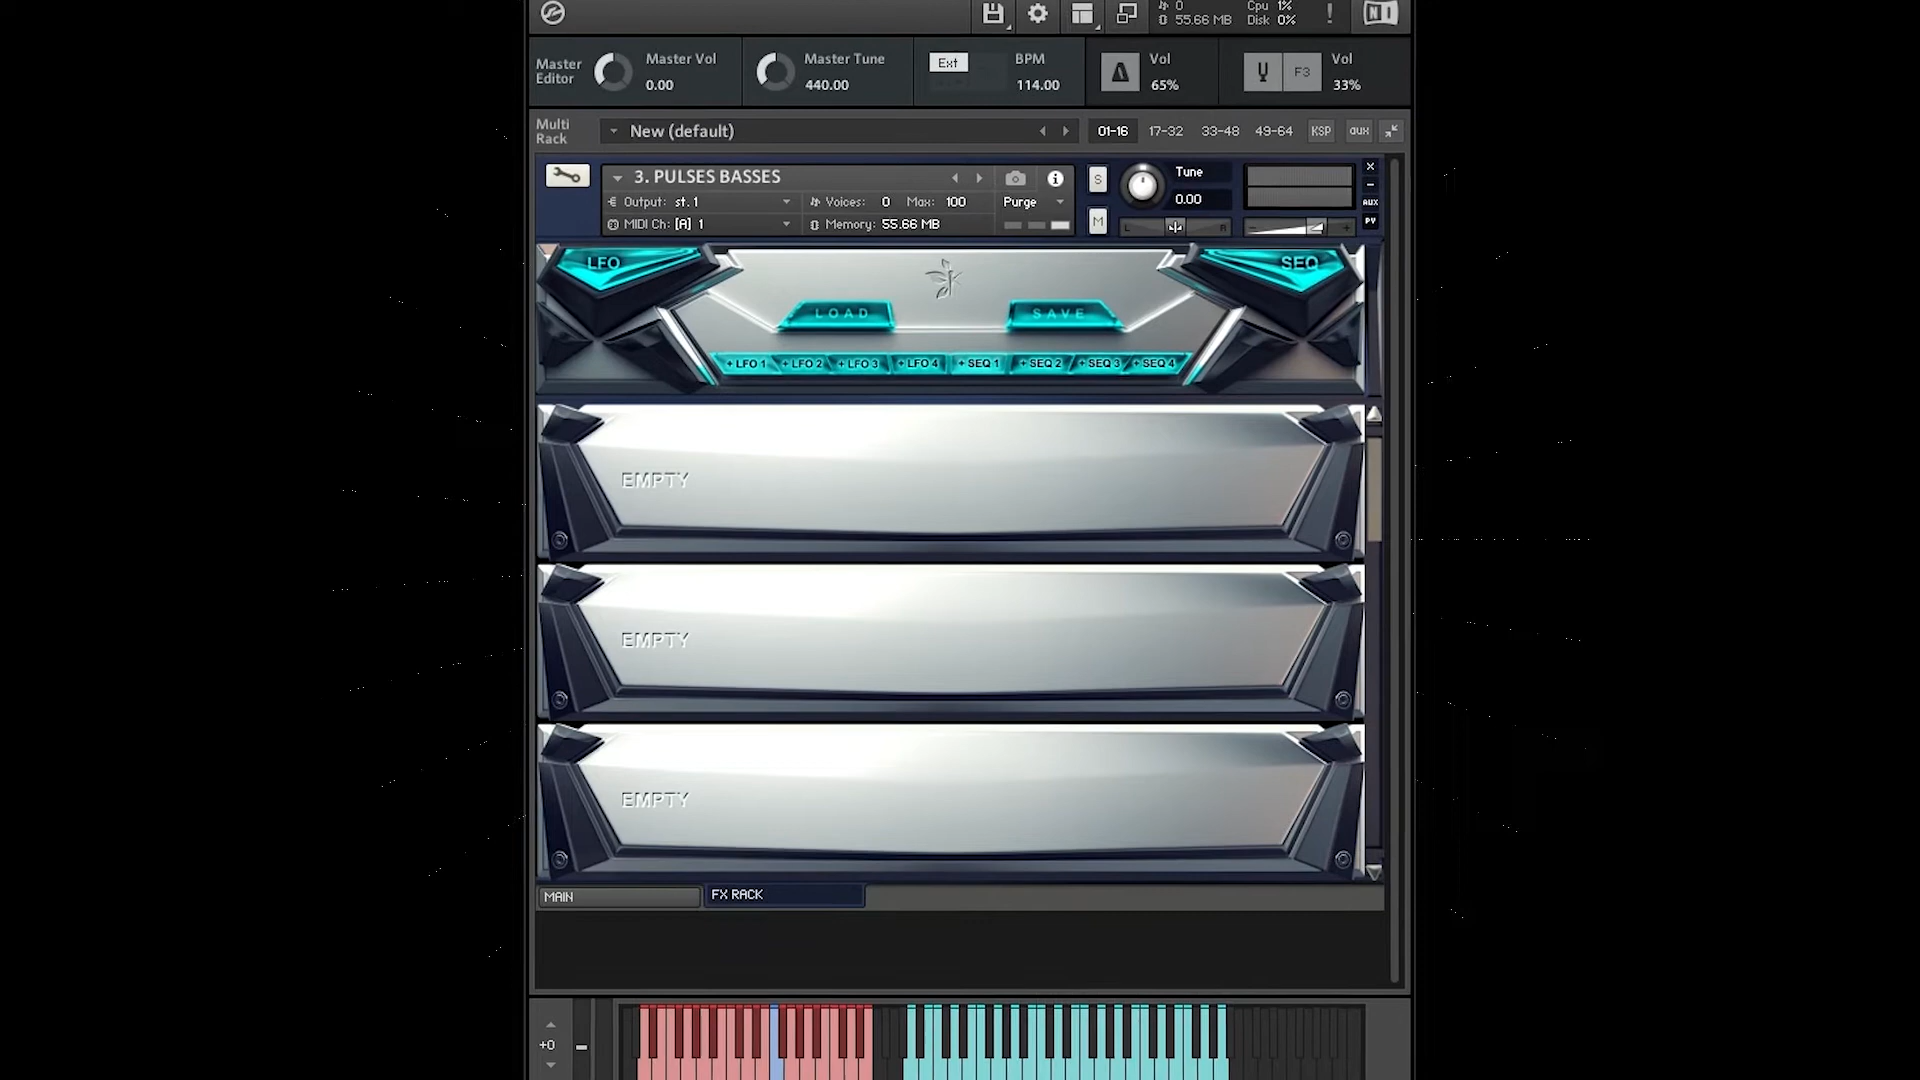 0
55.66 MB
Cpu 1%
Disk 0%
!
Master
Editor
Master Vol
0.00
Master Tune
440.00
Ext
BPM
114.00
Vol
65%
F3
Vol
33%
Multi
Rack
New (default)
01-16
17-32
33-48
49-64
KSP
aux
3. PULSES BASSES
Output: st. 1
Voices: 0 Max: 100
Purge
MIDI Ch: [A] 1
Memory: 55.66 MB
S
M
Tune
0.00
L
R
AUX
PV
LFO
SEQ
LOAD
SAVE
+ LFO 1
+ LFO 2
+ LFO 3
+ LFO 4
+ SEQ 1
+ SEQ 2
+ SEQ 3
+ SEQ 4
EMPTY
EMPTY
EMPTY
MAIN
FX RACK
+0